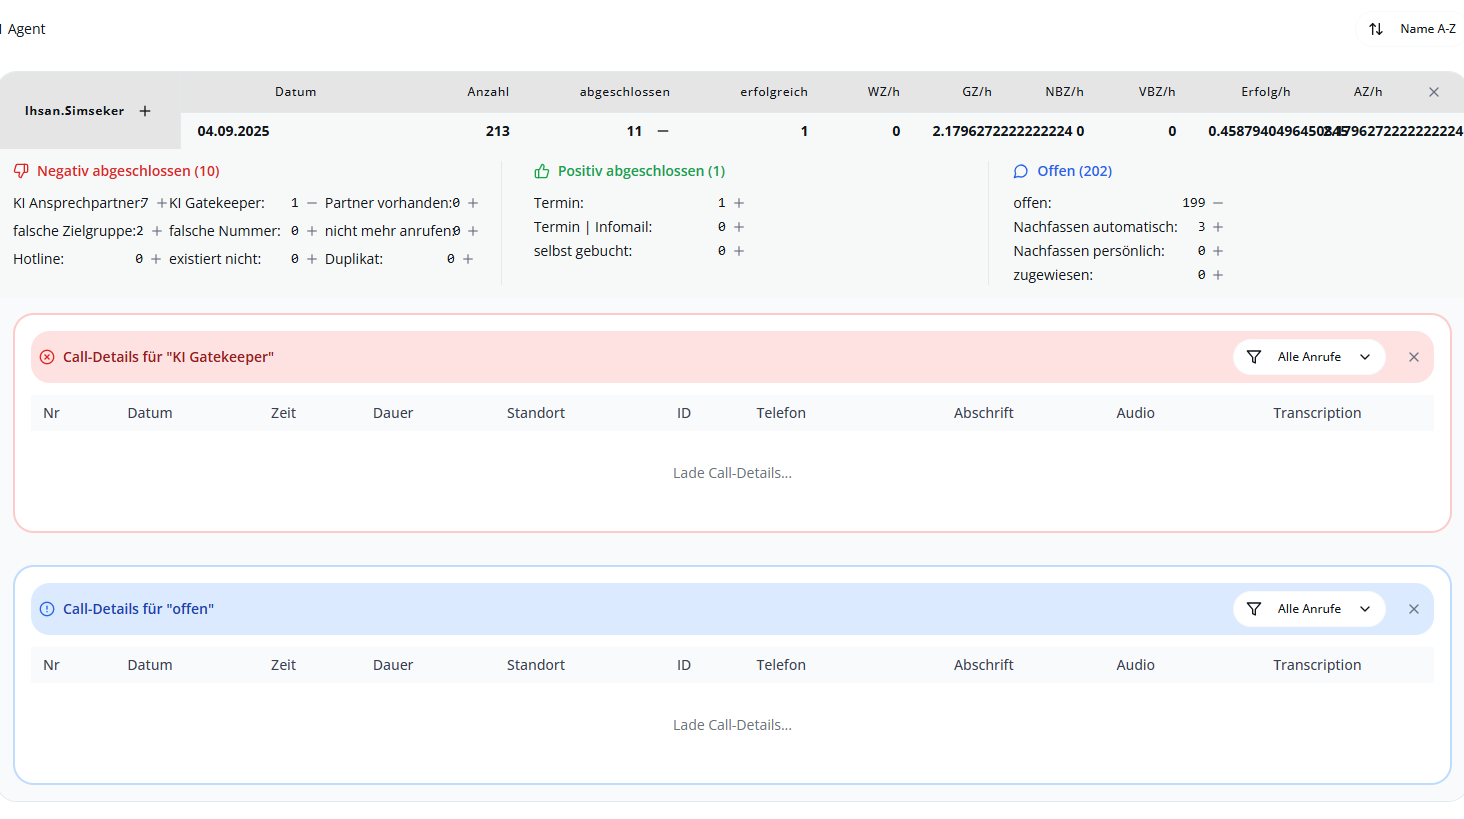 Agent
Name A-Z
Ihsan.Simseker +
Datum Anzahl abgeschlossen erfolgreich WZ/h GZ/h NBZ/h VBZ/h Erfolg/h AZ/h
04.09.2025 213 11 — 1 0 2.1796272222222224 0 0 0.4587940496450845 2.1796272222222224
Negativ abgeschlossen (10)
KI Ansprechpartner: 7 + KI Gatekeeper: 1 — Partner vorhanden: 0 +
falsche Zielgruppe: 2 + falsche Nummer: 0 + nicht mehr anrufen: 0 +
Hotline: 0 + existiert nicht: 0 + Duplikat: 0 +
Positiv abgeschlossen (1)
Termin: 1 +
Termin | Infomail: 0 +
selbst gebucht: 0 +
Offen (202)
offen: 199 —
Nachfassen automatisch: 3 +
Nachfassen persönlich: 0 +
zugewiesen: 0 +
Call-Details für "KI Gatekeeper"
Alle Anrufe
Nr Datum Zeit Dauer Standort ID Telefon Abschrift Audio Transcription
Lade Call-Details...
Call-Details für "offen"
Alle Anrufe
Nr Datum Zeit Dauer Standort ID Telefon Abschrift Audio Transcription
Lade Call-Details...